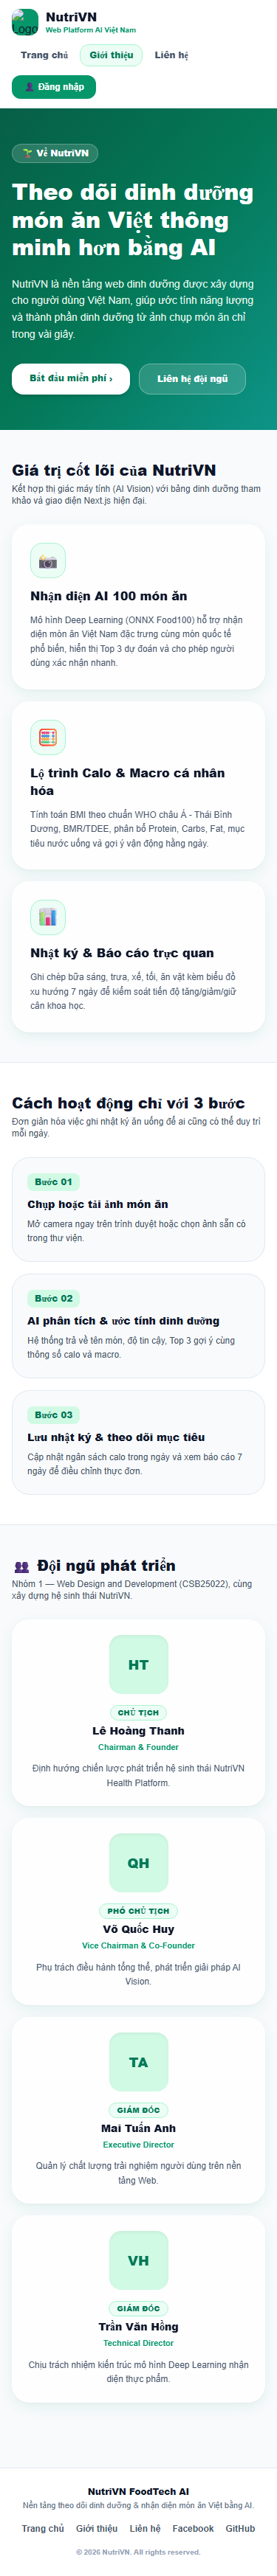 Logo
NutriVN
Web Platform AI Việt Nam
Trang chủ
Giới thiệu
Liên hệ
👤 Đăng nhập
🌱 Về NutriVN
Theo dõi dinh dưỡng
món ăn Việt thông
minh hơn bằng AI
NutriVN là nền tảng web dinh dưỡng được xây dựng
cho người dùng Việt Nam, giúp ước tính năng lượng
và thành phần dinh dưỡng từ ảnh chụp món ăn chỉ
trong vài giây.
Bắt đầu miễn phí ›
Liên hệ đội ngũ
Giá trị cốt lõi của NutriVN
Kết hợp thị giác máy tính (AI Vision) với bảng dinh dưỡng tham
khảo và giao diện Next.js hiện đại.
Nhận diện AI 100 món ăn
Mô hình Deep Learning (ONNX Food100) hỗ trợ nhận
diện món ăn Việt Nam đặc trưng cùng món quốc tế
phổ biến, hiển thị Top 3 dự đoán và cho phép người
dùng xác nhận nhanh.
Lộ trình Calo & Macro cá nhân
hóa
Tính toán BMI theo chuẩn WHO châu Á - Thái Bình
Dương, BMR/TDEE, phân bổ Protein, Carbs, Fat, mục
tiêu nước uống và gợi ý vận động hằng ngày.
Nhật ký & Báo cáo trực quan
Ghi chép bữa sáng, trưa, xế, tối, ăn vặt kèm biểu đồ
xu hướng 7 ngày để kiểm soát tiến độ tăng/giảm/giữ
cân khoa học.
Cách hoạt động chỉ với 3 bước
Đơn giản hóa việc ghi nhật ký ăn uống để ai cũng có thể duy trì
mỗi ngày.
Bước 01
Chụp hoặc tải ảnh món ăn
Mở camera ngay trên trình duyệt hoặc chọn ảnh sẵn có
trong thư viện.
Bước 02
AI phân tích & ước tính dinh dưỡng
Hệ thống trả về tên món, độ tin cậy, Top 3 gợi ý cùng
thông số calo và macro.
Bước 03
Lưu nhật ký & theo dõi mục tiêu
Cập nhật ngân sách calo trong ngày và xem báo cáo 7
ngày để điều chỉnh thực đơn.
👥 Đội ngũ phát triển
Nhóm 1 — Web Design and Development (CSB25022), cùng
xây dựng hệ sinh thái NutriVN.
HT
CHỦ TỊCH
Lê Hoàng Thanh
Chairman & Founder
Định hướng chiến lược phát triển hệ sinh thái NutriVN
Health Platform.
QH
PHÓ CHỦ TỊCH
Võ Quốc Huy
Vice Chairman & Co-Founder
Phụ trách điều hành tổng thể, phát triển giải pháp AI
Vision.
TA
GIÁM ĐỐC
Mai Tuấn Anh
Executive Director
Quản lý chất lượng trải nghiệm người dùng trên nền
tảng Web.
VH
GIÁM ĐỐC
Trần Văn Hồng
Technical Director
Chịu trách nhiệm kiến trúc mô hình Deep Learning nhận
diện thực phẩm.
NutriVN FoodTech AI
Nền tảng theo dõi dinh dưỡng & nhận diện món ăn Việt bằng AI.
Trang chủ
Giới thiệu
Liên hệ
Facebook
GitHub
© 2026 NutriVN. All rights reserved.